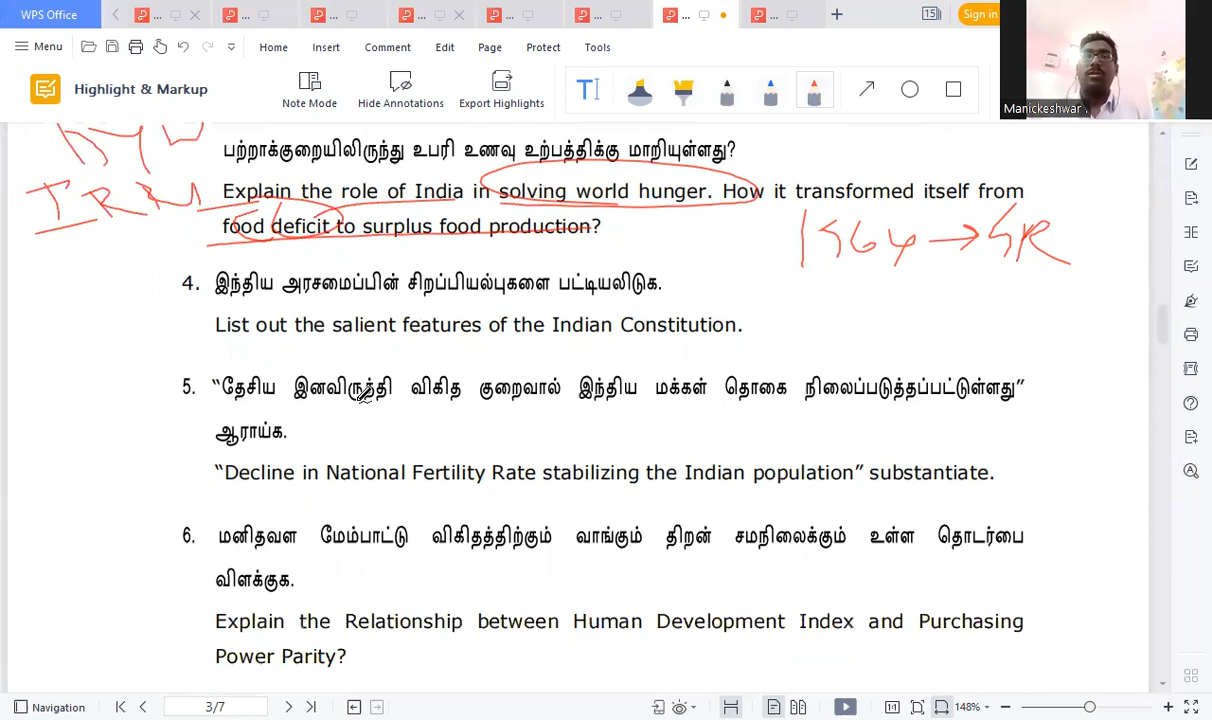 WPS Office
15
Sign in
Menu
Home
Insert
Comment
Edit
Page
Protect
Tools
Highlight & Markup
Note Mode
Hide Annotations
Export Highlights
Manickeshwar .
பற்றாக்குறையிலிருந்து உபரி உணவு உற்பத்திக்கு மாறியுள்ளது?
Explain the role of India in solving world hunger. How it transformed itself from
food deficit to surplus food production?
1964 → GR
4. இந்திய அரசமைப்பின் சிறப்பியல்புகளை பட்டியலிடுக.
List out the salient features of the Indian Constitution.
5. “தேசிய இனவிருத்தி விகித குறைவால் இந்திய மக்கள் தொகை நிலைப்படுத்தப்பட்டுள்ளது”
ஆராய்க.
“Decline in National Fertility Rate stabilizing the Indian population” substantiate.
6. மனிதவள மேம்பாட்டு விகிதத்திற்கும் வாங்கும் திறன் சமநிலைக்கும் உள்ள தொடர்பை
விளக்குக.
Explain the Relationship between Human Development Index and Purchasing
Power Parity?
Navigation
3/7
148%